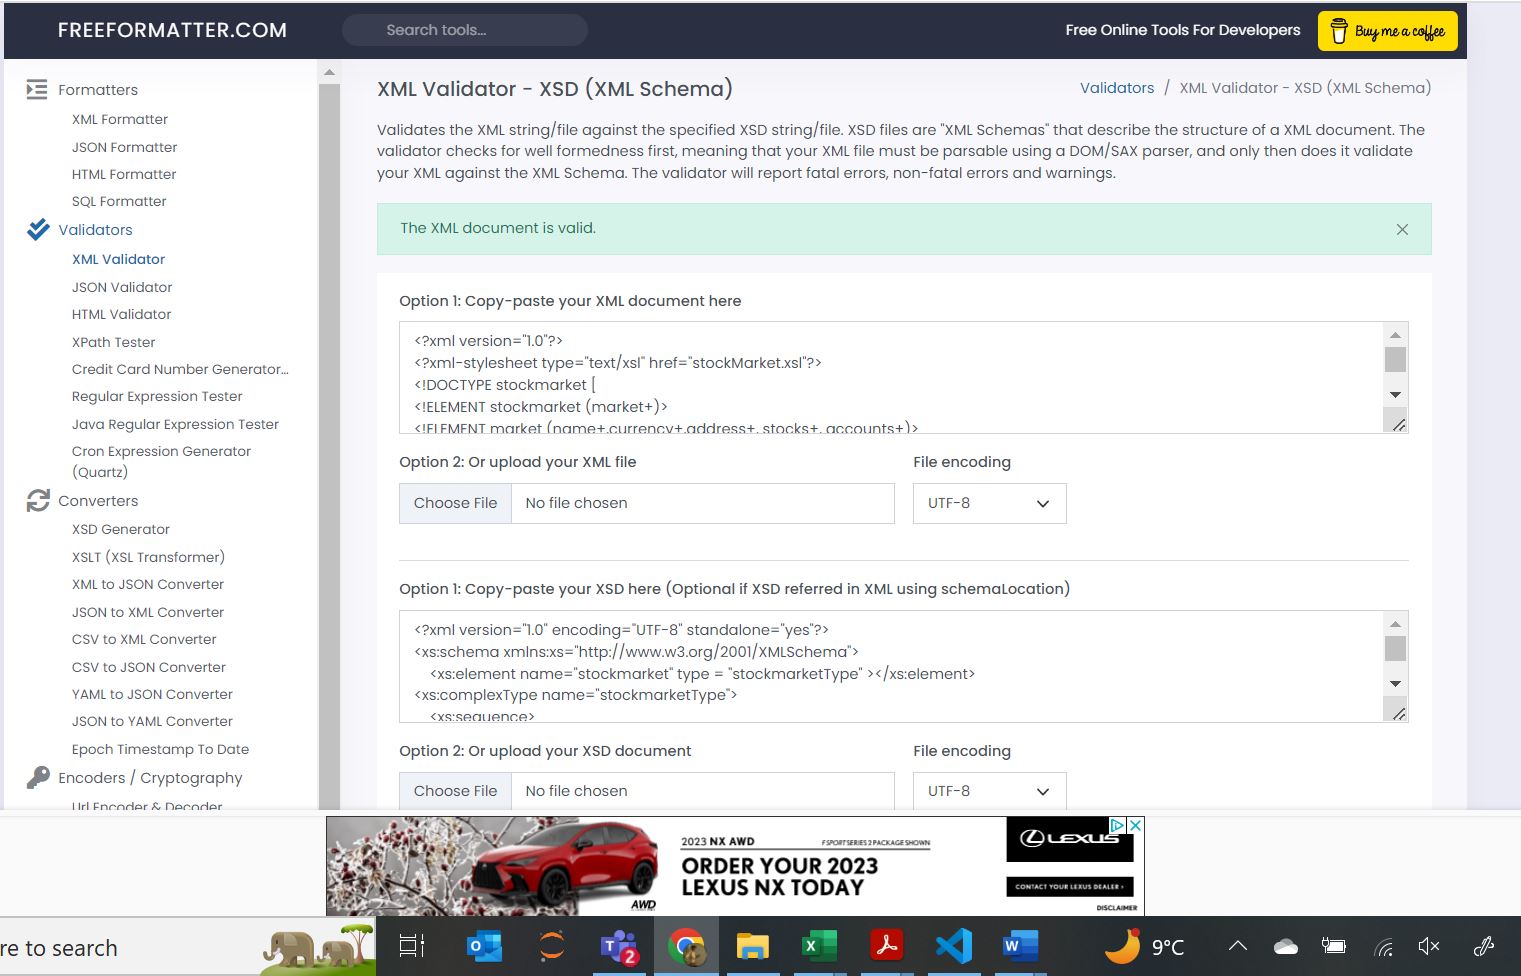 FREEFORMATTER.COM
Search tools...
Free Online Tools For Developers
Buy me a coffee
Formatters
XML Formatter
JSON Formatter
HTML Formatter
SQL Formatter
Validators
XML Validator
JSON Validator
HTML Validator
XPath Tester
Credit Card Number Generator...
Regular Expression Tester
Java Regular Expression Tester
Cron Expression Generator
(Quartz)
Converters
XSD Generator
XSLT (XSL Transformer)
XML to JSON Converter
JSON to XML Converter
CSV to XML Converter
CSV to JSON Converter
YAML to JSON Converter
JSON to YAML Converter
Epoch Timestamp To Date
Encoders / Cryptography
Url Encoder & Decoder
XML Validator - XSD (XML Schema)
Validators / XML Validator - XSD (XML Schema)
Validates the XML string/file against the specified XSD string/file. XSD files are "XML Schemas" that describe the structure of a XML document. The
validator checks for well formedness first, meaning that your XML file must be parsable using a DOM/SAX parser, and only then does it validate
your XML against the XML Schema. The validator will report fatal errors, non-fatal errors and warnings.
The XML document is valid.
Option 1: Copy-paste your XML document here
<?xml version="1.0"?>
<?xml-stylesheet type="text/xsl" href="stockMarket.xsl"?>
<!DOCTYPE stockmarket [
<!ELEMENT stockmarket (market+)>
<!ELEMENT market (name+,currency+,address+, stocks+, accounts+)>
Option 2: Or upload your XML file
File encoding
Choose File No file chosen
UTF-8
Option 1: Copy-paste your XSD here (Optional if XSD referred in XML using schemaLocation)
<?xml version="1.0" encoding="UTF-8" standalone="yes"?>
<xs:schema xmlns:xs="http://www.w3.org/2001/XMLSchema">
<xs:element name="stockmarket" type = "stockmarketType" ></xs:element>
<xs:complexType name="stockmarketType">
<xs:sequence>
Option 2: Or upload your XSD document
File encoding
Choose File No file chosen
UTF-8
2023 NX AWD
F SPORT SERIES 2 PACKAGE SHOWN
ORDER YOUR 2023
LEXUS NX TODAY
AWD
LEXUS
CONTACT YOUR LEXUS DEALER ›
DISCLAIMER
re to search
2
9°C